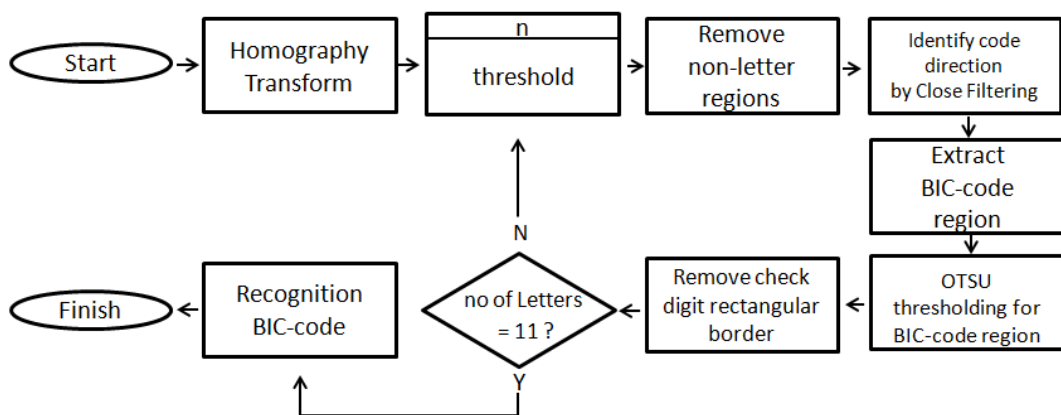 Start
Homography
Transform
n
threshold
Remove
non-letter
regions
Identify code
direction
by Close Filtering
Extract
BIC-code
region
OTSU
thresholding for
BIC-code region
Remove check
digit rectangular
border
N
no of Letters
= 11 ?
Y
Recognition
BIC-code
Finish